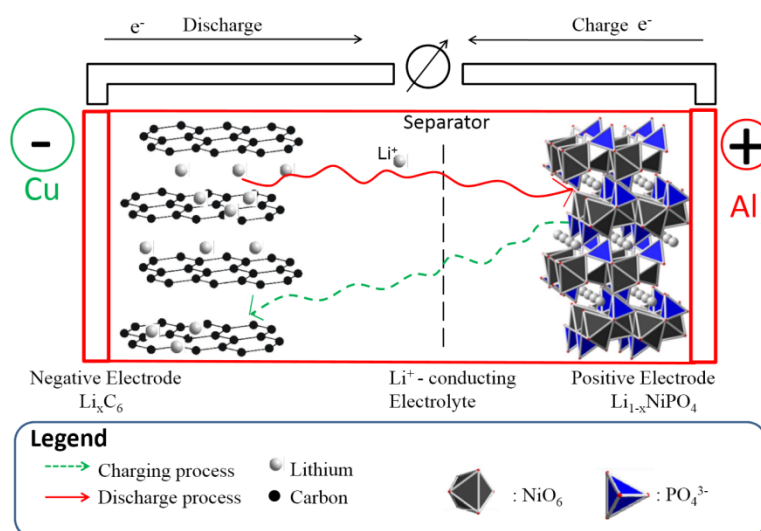 e⁻ Discharge
Charge e⁻
Separator
Li⁺
-
+
Cu
Al
Negative Electrode
LiₓC₆
Li⁺ - conducting
Electrolyte
Positive Electrode
Li₁₋ₓNiPO₄
Legend
Charging process
Lithium
Discharge process
Carbon
: NiO₆
: PO₄³⁻